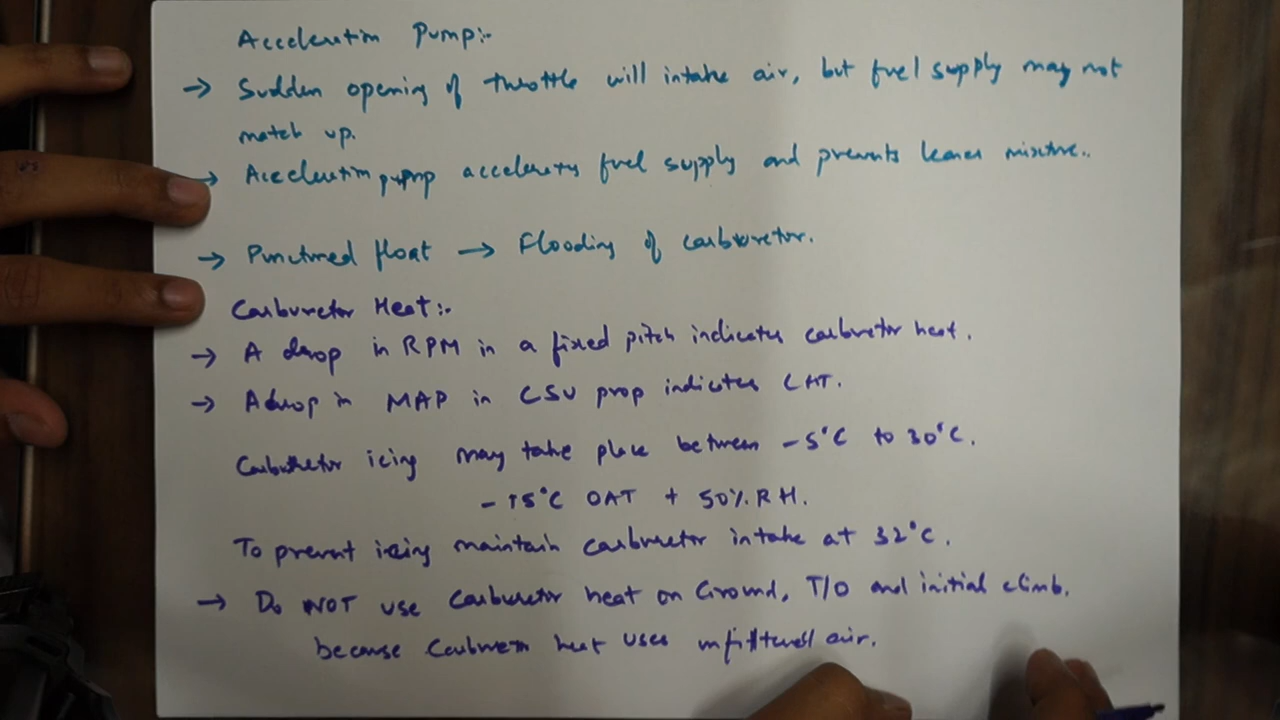 Acceleration Pump:-
→ Sudden opening of throttle will intake air, but fuel supply may not
match up.
→ Acceleration pump accelerates fuel supply and prevents leaner mixture..
→ Punctured float → Flooding of carburetor.
Carburetor Heat:-
→ A drop in RPM in a fixed pitch indicates carburetor heat.
→ A drop in MAP in CSU prop indicates CHT.
Carburetor icing may take place between -5°C to 30°C.
-15°C OAT + 50% RH.
To prevent icing maintain carburetor intake at 32°C.
→ Do NOT use Carburetor heat on Ground, T/O and initial climb.
because Carburetor heat uses unfiltered air.